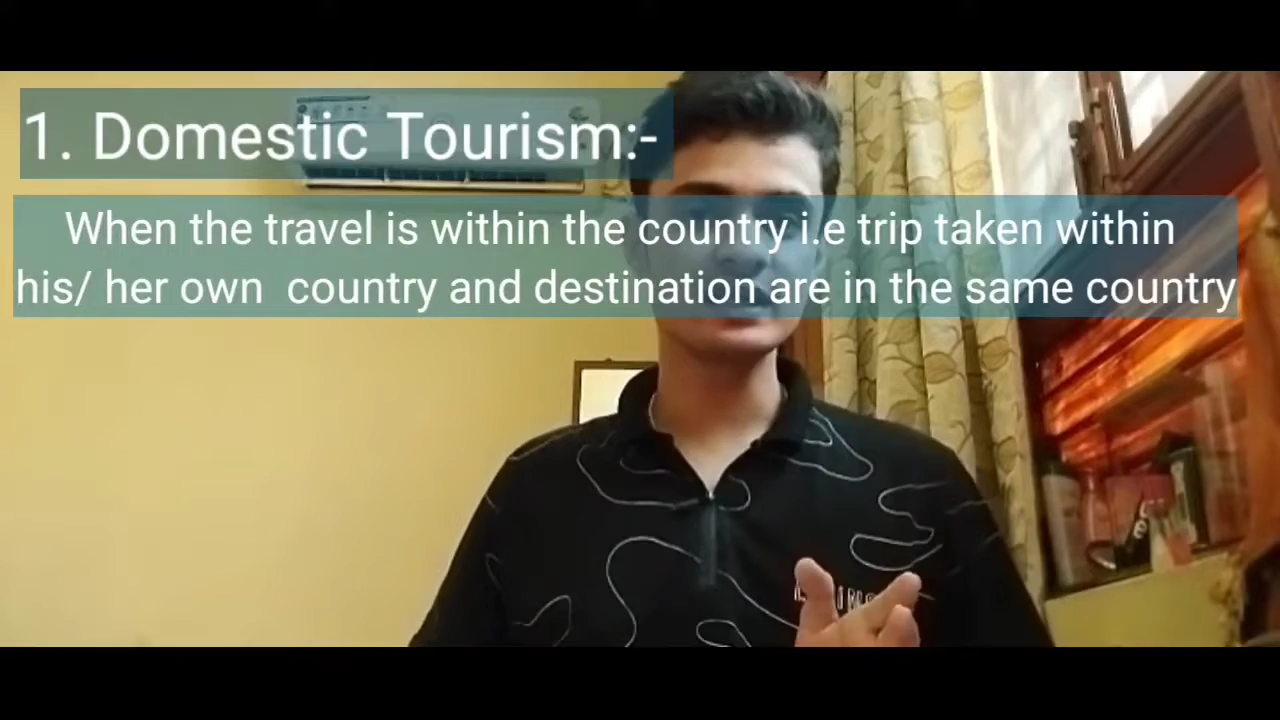 1. Domestic Tourism:-
When the travel is within the country i.e trip taken within
his/ her own country and destination are in the same country